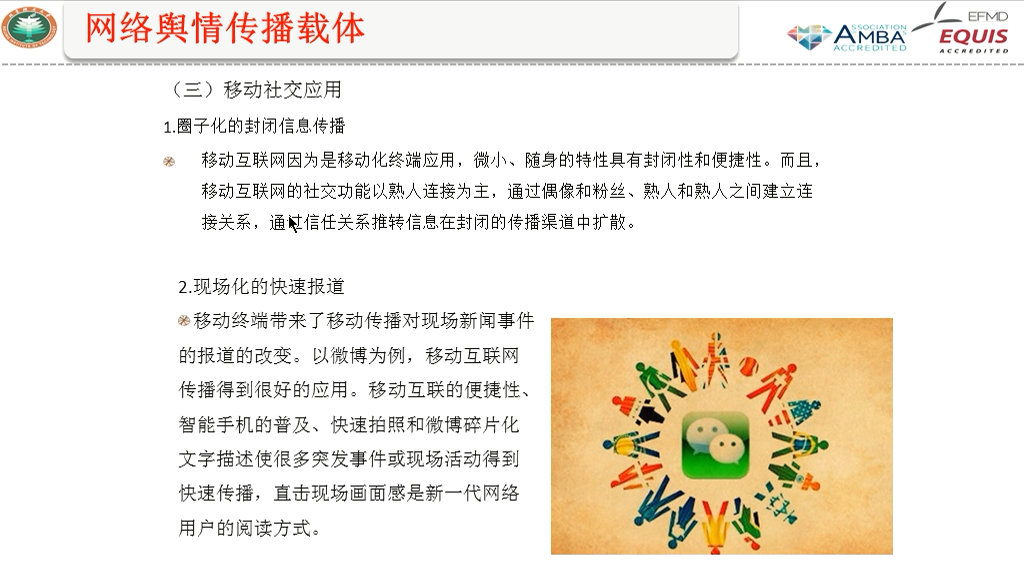 网络舆情传播载体
ASSOCIATION
AMBA
ACCREDITED
EFMD
EQUIS
ACCREDITED
（三）移动社交应用
1.圈子化的封闭信息传播
移动互联网因为是移动化终端应用，微小、随身的特性具有封闭性和便捷性。而且，
移动互联网的社交功能以熟人连接为主，通过偶像和粉丝、熟人和熟人之间建立连
接关系，通过信任关系推转信息在封闭的传播渠道中扩散。
2.现场化的快速报道
移动终端带来了移动传播对现场新闻事件
的报道的改变。以微博为例，移动互联网
传播得到很好的应用。移动互联的便捷性、
智能手机的普及、快速拍照和微博碎片化
文字描述使很多突发事件或现场活动得到
快速传播，直击现场画面感是新一代网络
用户的阅读方式。